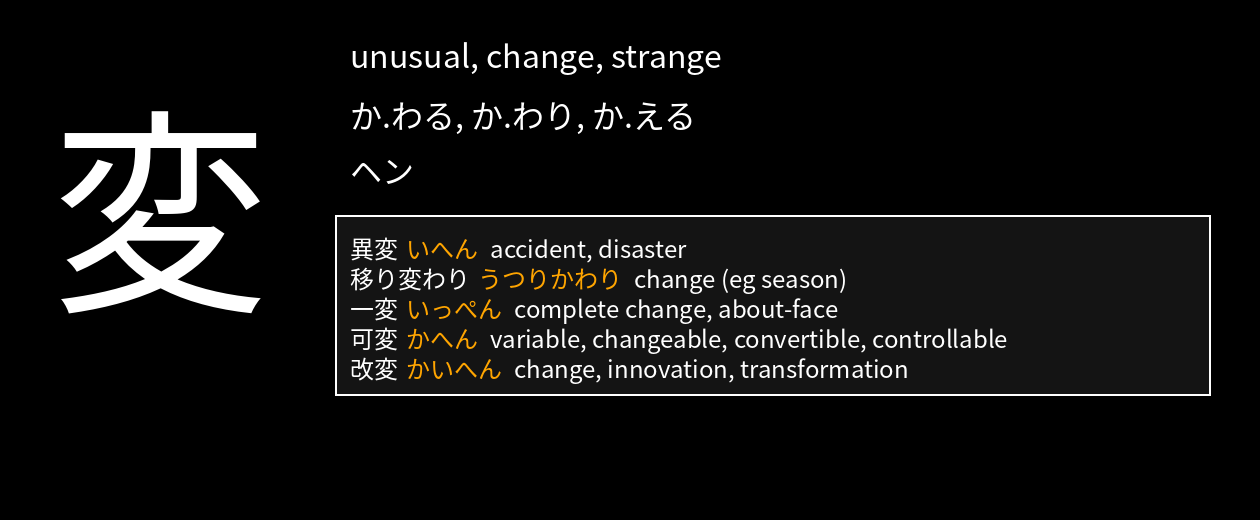 変
unusual, change, strange
か.わる, か.わり, か.える
ヘン
異変 いへん accident, disaster
移り変わり うつりかわり change (eg season)
一変 いっぺん complete change, about-face
可変 かへん variable, changeable, convertible, controllable
改変 かいへん change, innovation, transformation